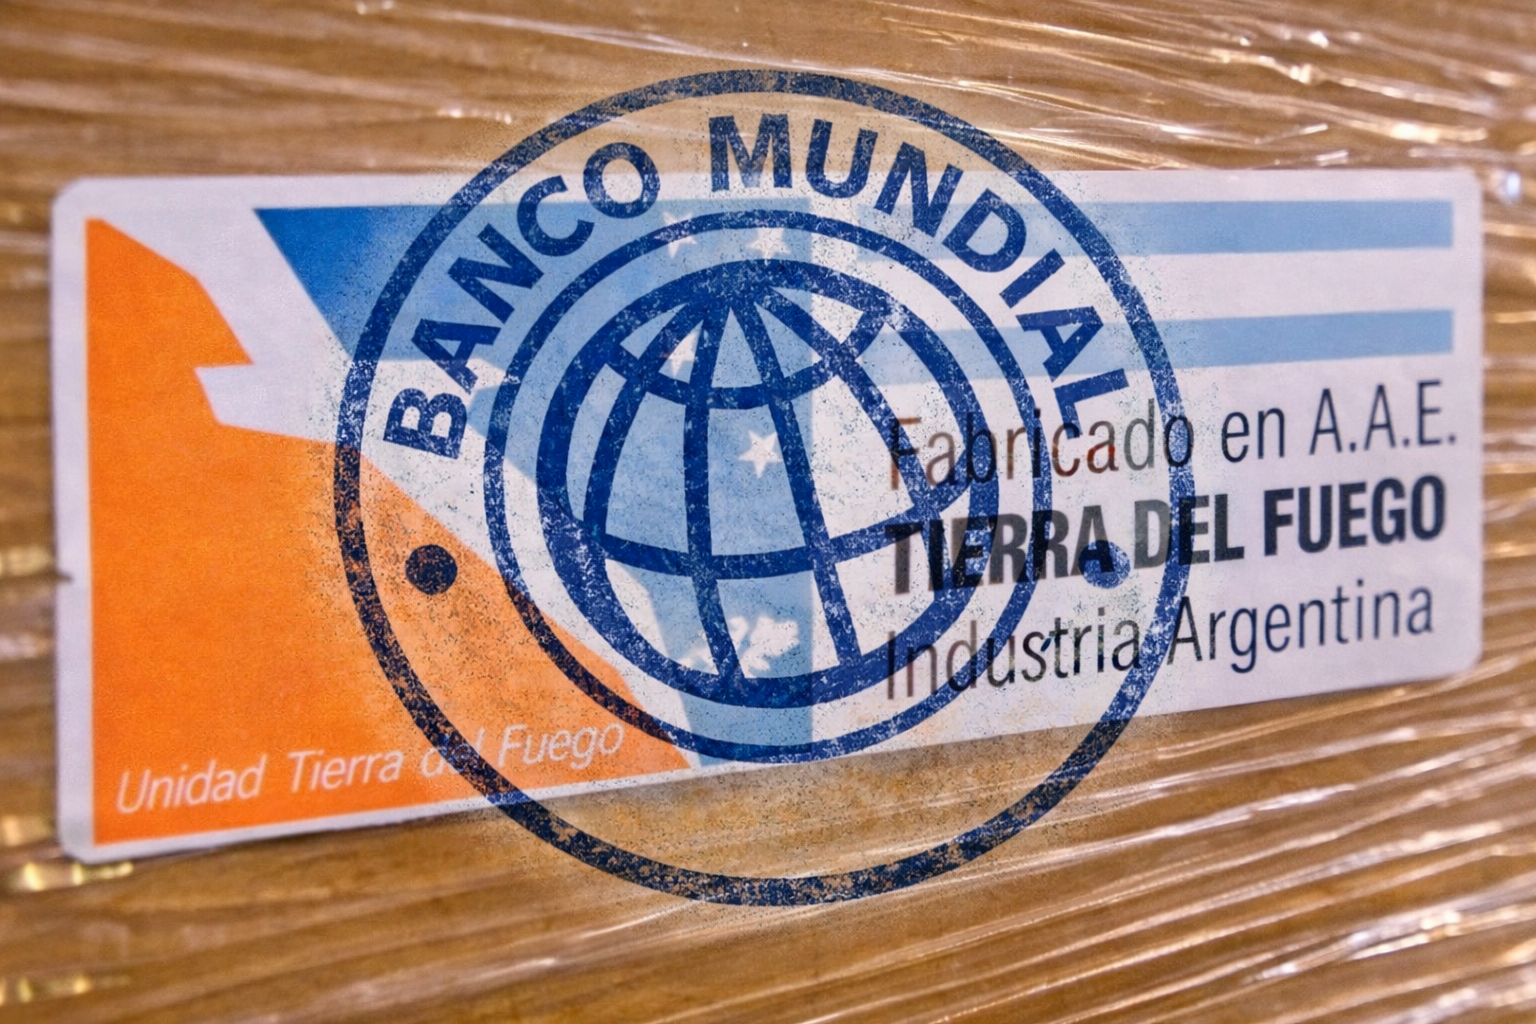 BANCO MUNDIAL
Fabricado en A.A.E.
TIERRA DEL FUEGO
Industria Argentina
Unidad Tierra del Fuego